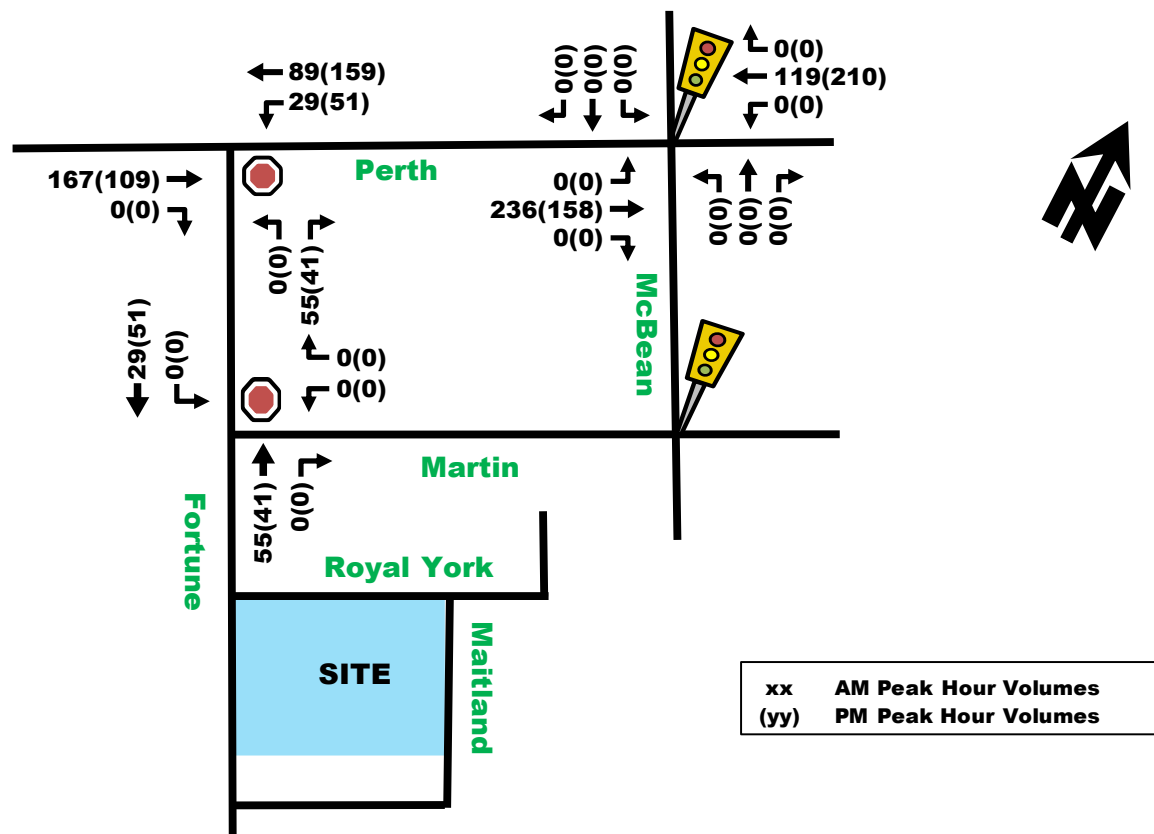 0(0)
0(0)
0(0)
0(0)
119(210)
0(0)
89(159)
29(51)
Perth
167(109)
0(0)
0(0)
236(158)
0(0)
0(0)
0(0)
0(0)
0(0)
55(41)
McBean
29(51)
0(0)
0(0)
0(0)
Martin
55(41)
0(0)
Fortune
Royal York
Maitland
SITE
xx AM Peak Hour Volumes
(yy) PM Peak Hour Volumes
N